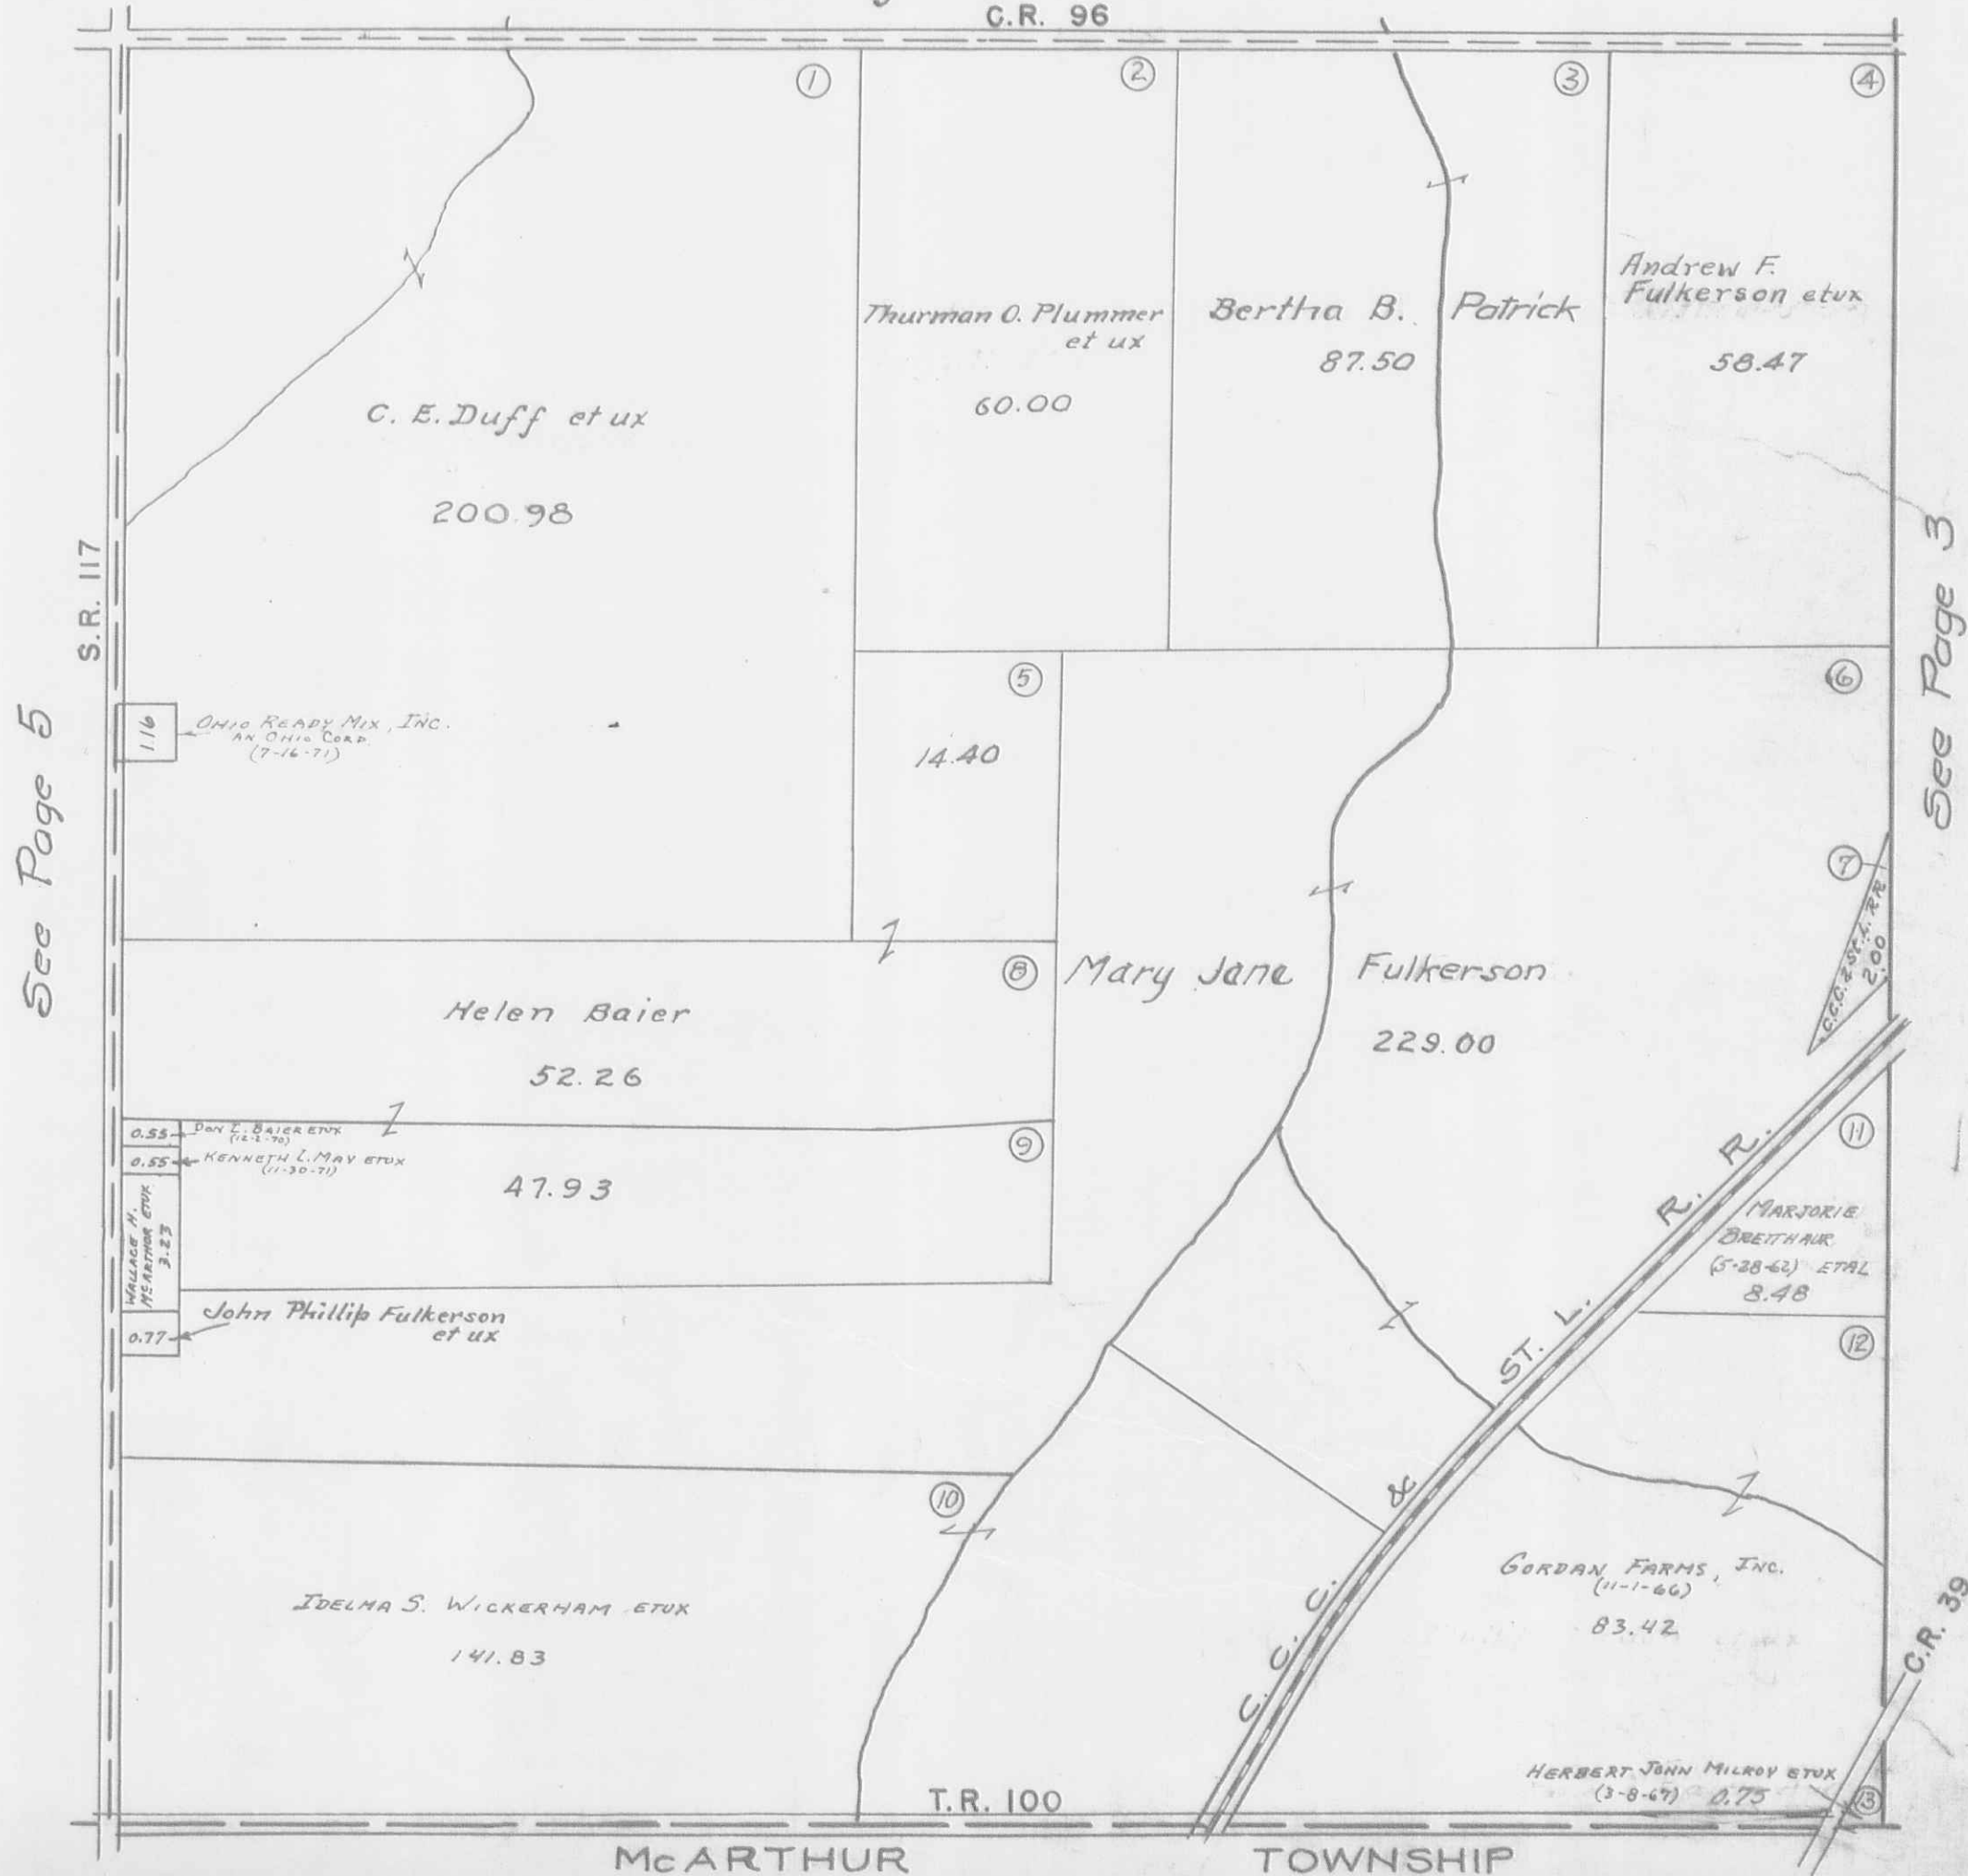 C.R. 96
1
2
3
4
Andrew F.
Fulkerson etux
58.47
Thurman O. Plummer
et ux
60.00
Bertha B. Patrick
87.50
C. E. Duff et ux
200.98
S.R. 117
See Page 5
See Page 3
5
14.40
6
1.16
OHIO READY MIX, INC.
AN OHIO CORP.
(7-16-71)
7
C.C.C. & ST. L. R.R.
2.00
8
Mary Jane Fulkerson
229.00
Helen Baier
52.26
0.55
DON L. BAIER ETUX
(12-2-70)
0.55
KENNETH L. MAY ETUX
(11-30-71)
9
47.93
WALLACE H.
McARTHOR ETUX
3.23
0.77
John Phillip Fulkerson
et ux
11
MARJORIE
BREITHAUR
(5-28-62) ETAL
8.48
12
C. C. C. & ST. L. R. R.
10
IDELMA S. WICKERHAM ETUX
141.83
GORDAN FARMS, INC.
(11-1-66)
83.42
C.R. 39
HERBERT JOHN MILROY ETUX
(3-8-67) 0.75
13
T.R. 100
McARTHUR TOWNSHIP